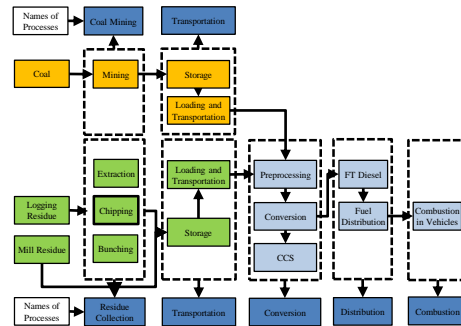 Names of
Processes
Coal Mining
Transportation
Coal
Mining
Storage
Loading and
Transportation
Extraction
Loading and
Transportation
Preprocessing
FT Diesel
Logging
Residue
Chipping
Storage
Conversion
Fuel
Distribution
Combustion
in Vehicles
Mill Residue
Bunching
CCS
Names of
Processes
Residue
Collection
Transportation
Conversion
Distribution
Combustion